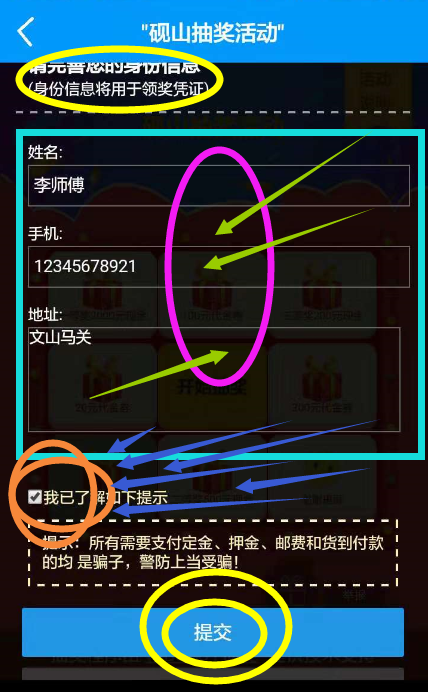 "砚山抽奖活动"
请完善您的身份信息
(身份信息将用于领奖凭证)
姓名:
李师傅
手机:
12345678921
地址:
文山马关
开始抽奖
我已了解如下提示
提示：所有需要支付定金、押金、邮费和货到付款
的均 是骗子，警防上当受骗!
提交